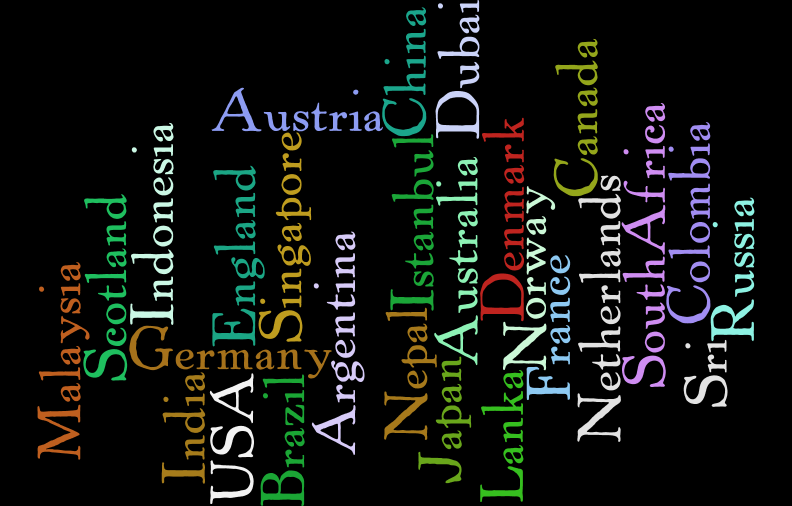 Malaysia
Scotland
Indonesia
Germany
India
England
USA
Austria
Singapore
Brazil
Argentina
China
Istanbul
Nepal
Dubai
Australia
Japan
Denmark
Lanka
Norway
France
Canada
Netherlands
SouthAfrica
Colombia
Sri
Russia